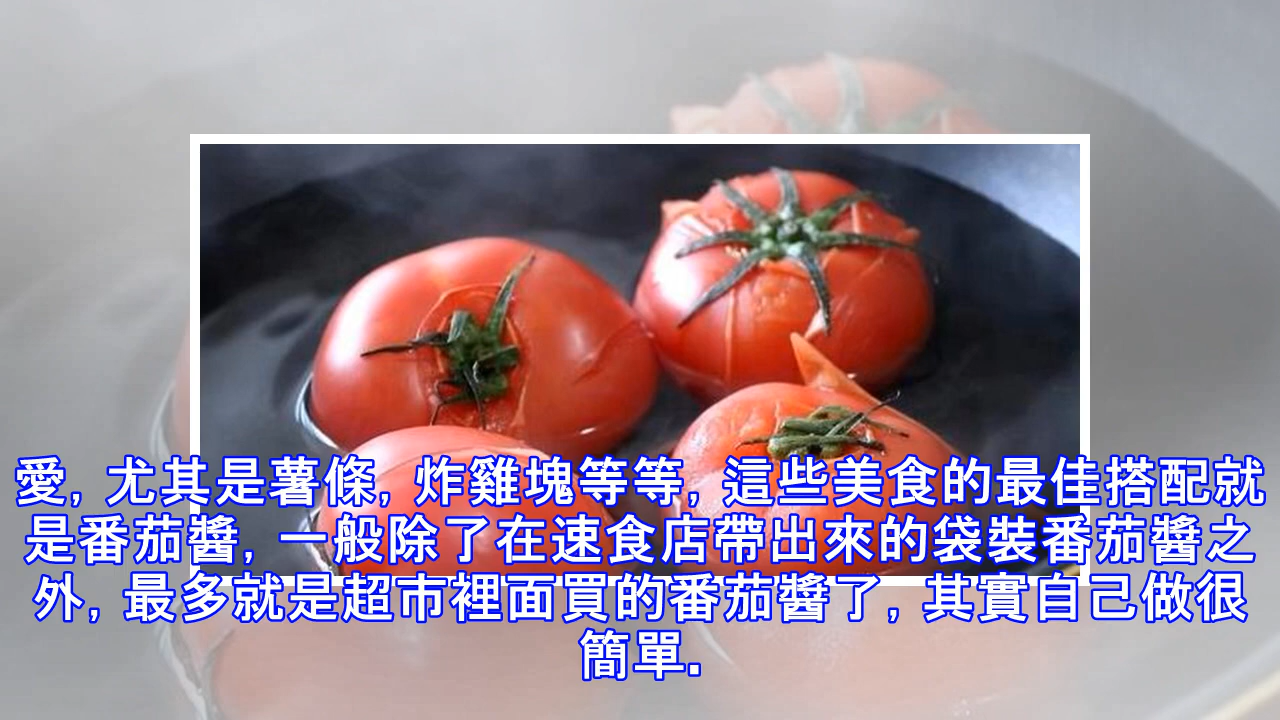 愛, 尤其是薯條, 炸雞塊等等, 這些美食的最佳搭配就
是番茄醬, 一般除了在速食店帶出來的袋裝番茄醬之
外, 最多就是超市裡面買的番茄醬了, 其實自己做很
簡單.